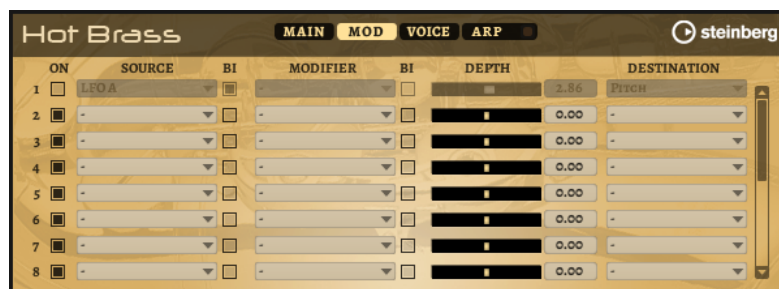 Hot Brass MAIN MOD VOICE ARP steinberg
ON SOURCE BI MODIFIER BI DEPTH DESTINATION
1 LFO A - 2.86 PITCH
2 - - 0.00 -
3 - - 0.00 -
4 - - 0.00 -
5 - - 0.00 -
6 - - 0.00 -
7 - - 0.00 -
8 - - 0.00 -